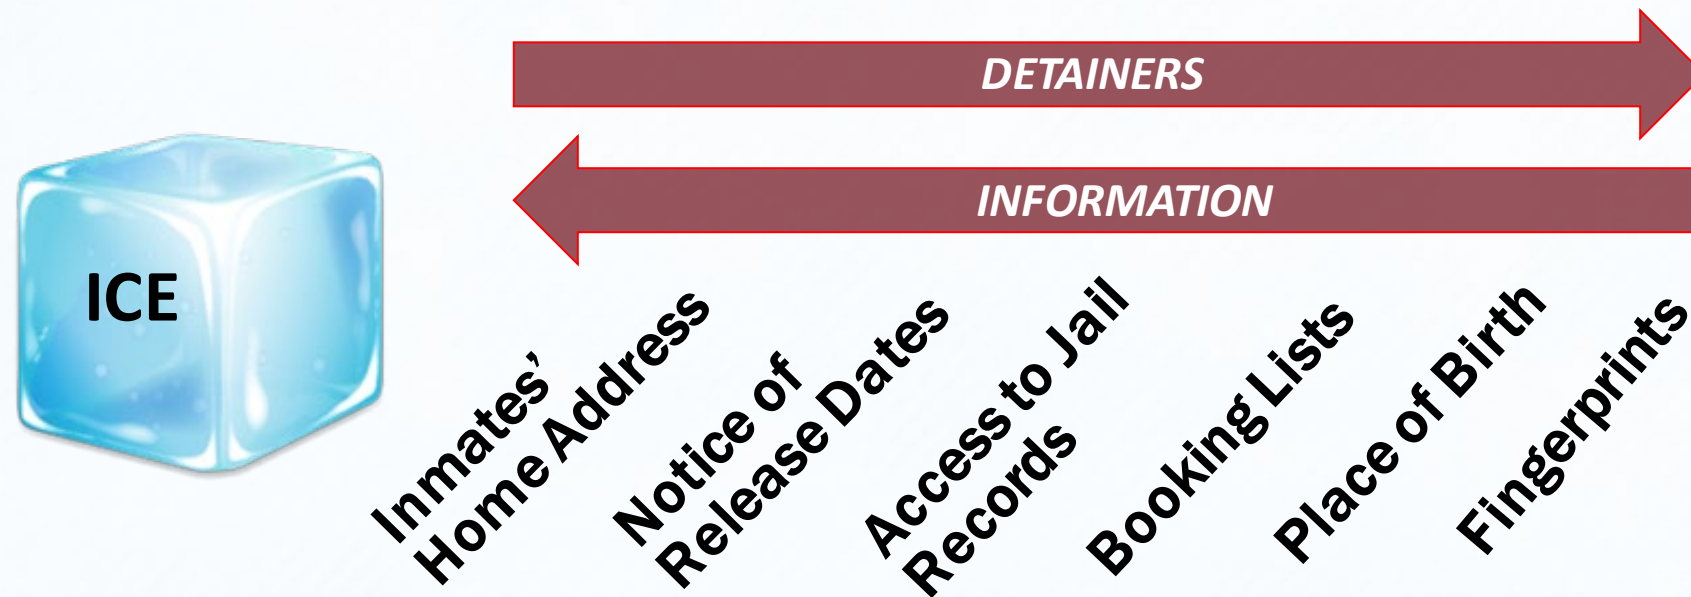 DETAINERS
INFORMATION
ICE
Inmates’
Home Address
Notice of
Release Dates
Access to Jail
Records
Booking Lists
Place of Birth
Fingerprints